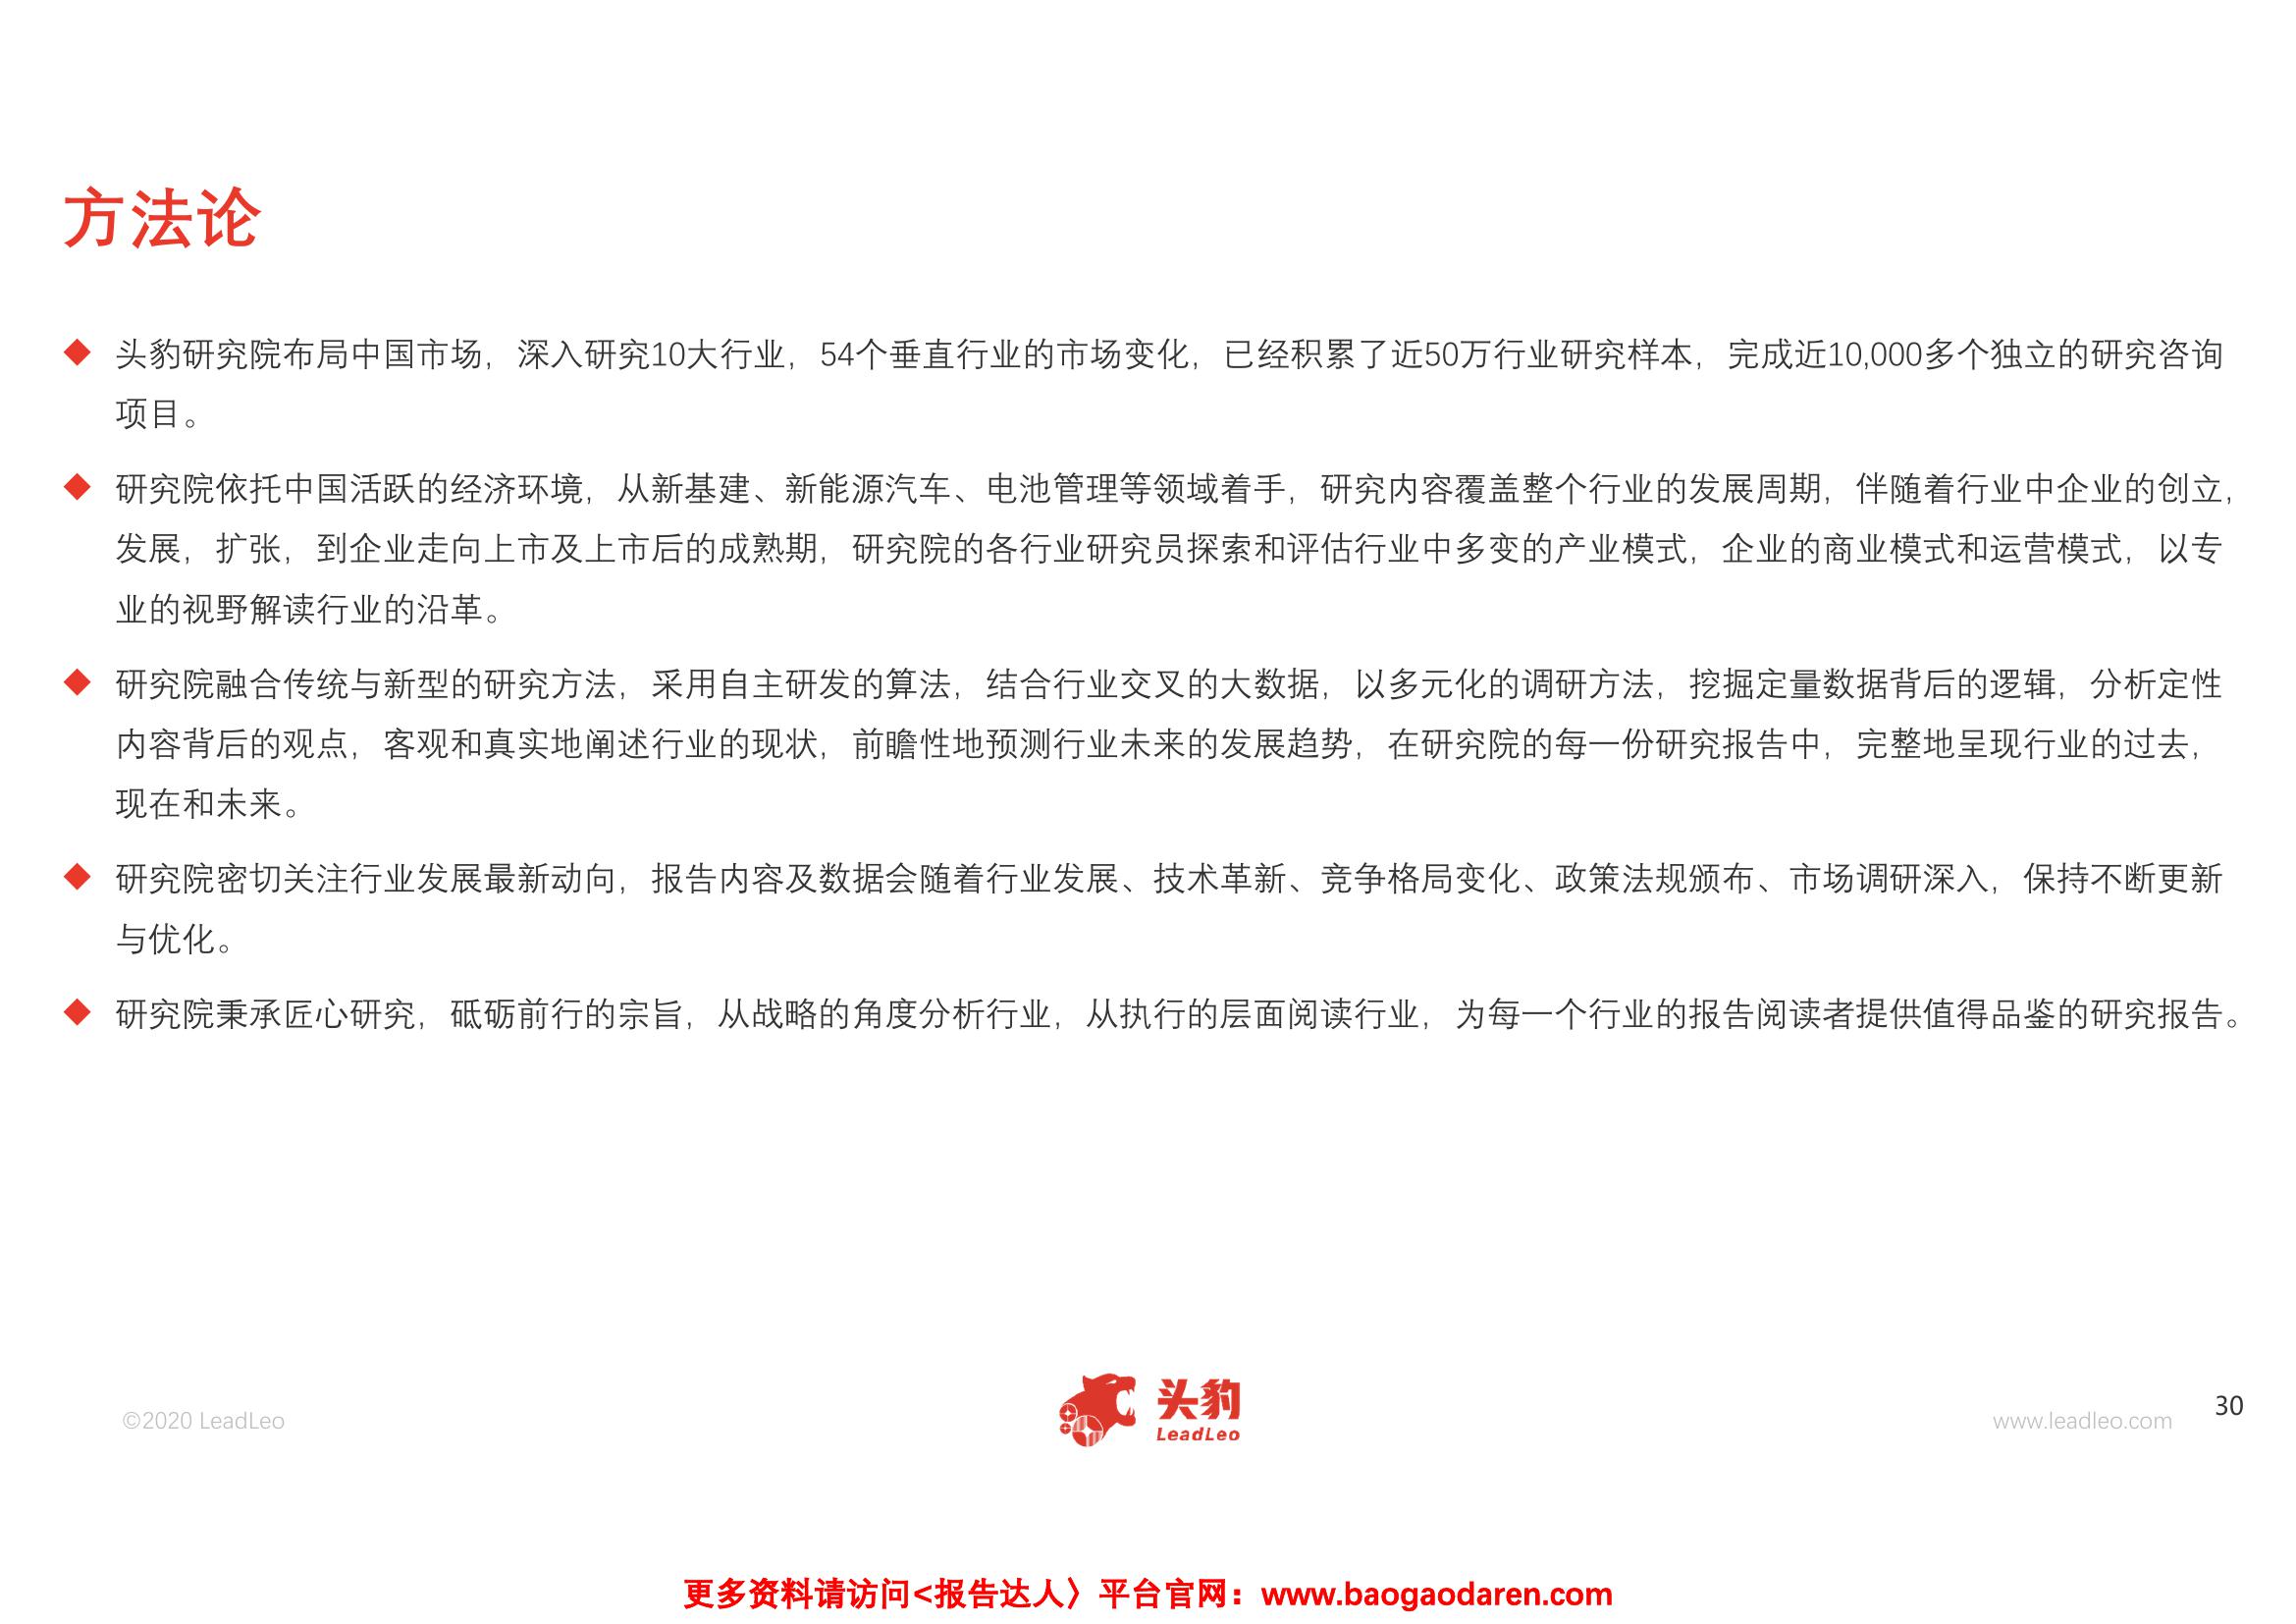 方法论
◆ 头豹研究院布局中国市场，深入研究10大行业，54个垂直行业的市场变化，已经积累了近50万行业研究样本，完成近10,000多个独立的研究咨询
项目。
◆ 研究院依托中国活跃的经济环境，从新基建、新能源汽车、电池管理等领域着手，研究内容覆盖整个行业的发展周期，伴随着行业中企业的创立，
发展，扩张，到企业走向上市及上市后的成熟期，研究院的各行业研究员探索和评估行业中多变的产业模式，企业的商业模式和运营模式，以专
业的视野解读行业的沿革。
◆ 研究院融合传统与新型的研究方法，采用自主研发的算法，结合行业交叉的大数据，以多元化的调研方法，挖掘定量数据背后的逻辑，分析定性
内容背后的观点，客观和真实地阐述行业的现状，前瞻性地预测行业未来的发展趋势，在研究院的每一份研究报告中，完整地呈现行业的过去，
现在和未来。
◆ 研究院密切关注行业发展最新动向，报告内容及数据会随着行业发展、技术革新、竞争格局变化、政策法规颁布、市场调研深入，保持不断更新
与优化。
◆ 研究院秉承匠心研究，砥砺前行的宗旨，从战略的角度分析行业，从执行的层面阅读行业，为每一个行业的报告阅读者提供值得品鉴的研究报告。
©2020 LeadLeo
头豹
LeadLeo
www.leadleo.com
30
更多资料请访问<报告达人〉平台官网：www.baogaodaren.com